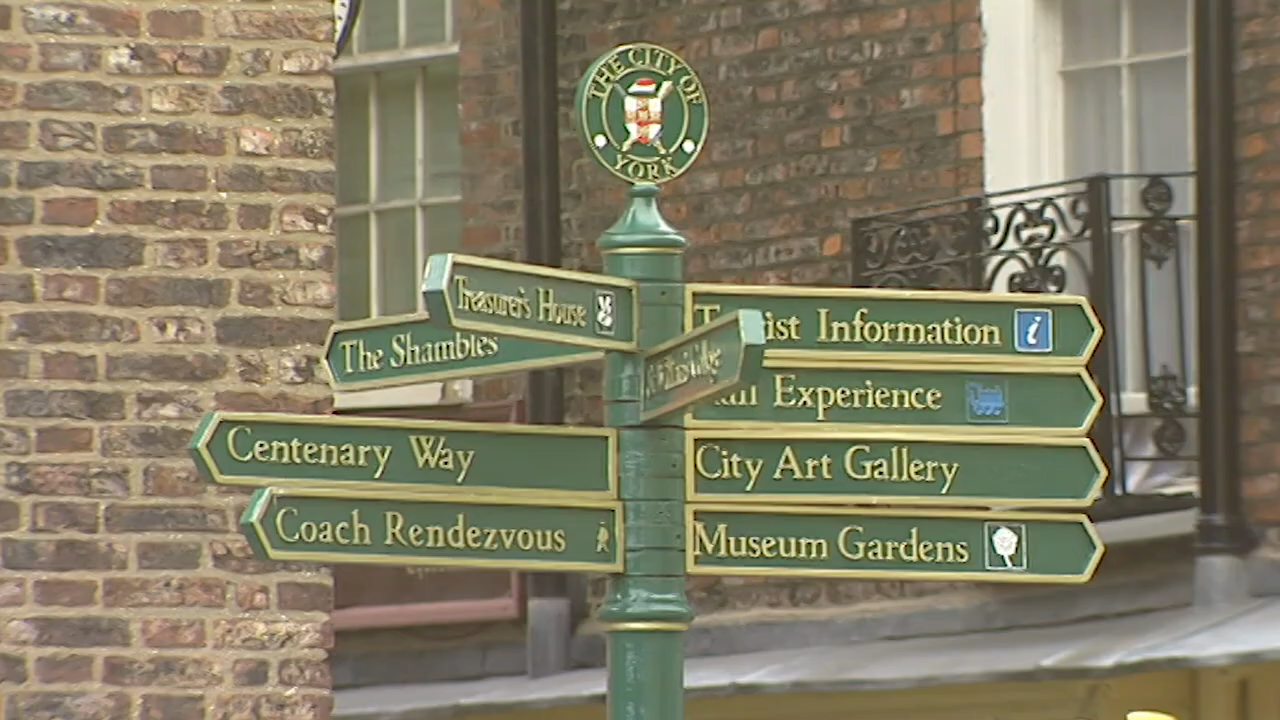 THE CITY OF
YORK
Treasurer's House
The Shambles
Centenary Way
Coach Rendezvous
Information
Experience
City Art Gallery
Museum Gardens